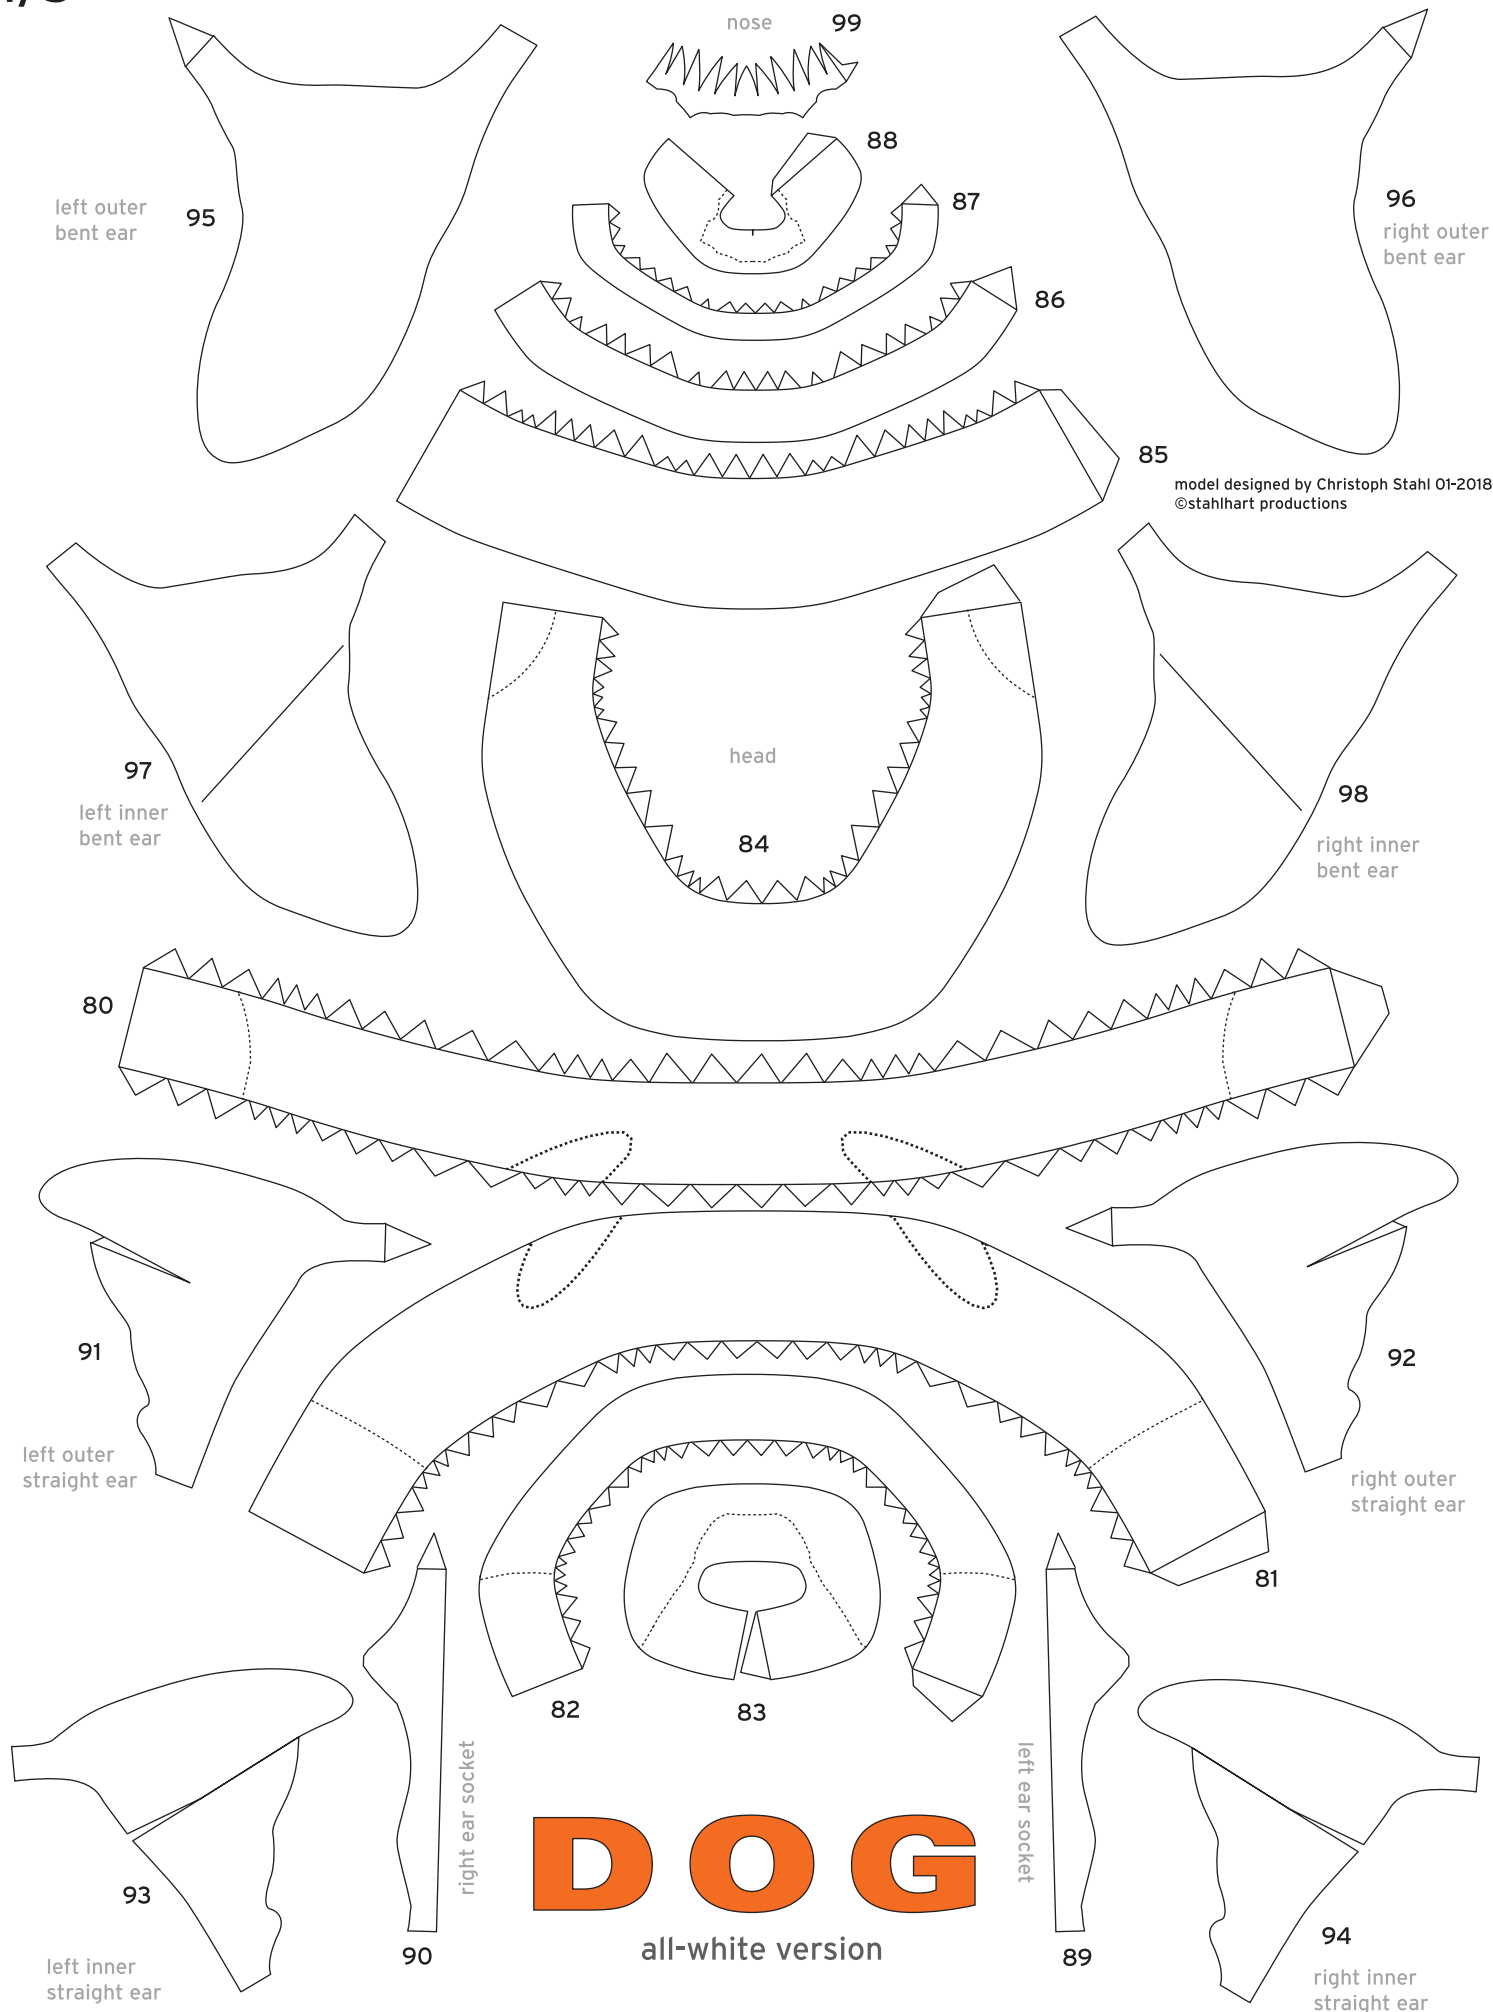 nose 99
88
87
left outer
bent ear
95
96
right outer
bent ear
86
85
model designed by Christoph Stahl 01-2018
©stahlhart productions
head
97
98
left inner
bent ear
84
right inner
bent ear
80
91
92
left outer
straight ear
right outer
straight ear
81
82
83
right ear socket
left ear socket
DOG
93
94
all-white version
90
89
left inner
straight ear
right inner
straight ear